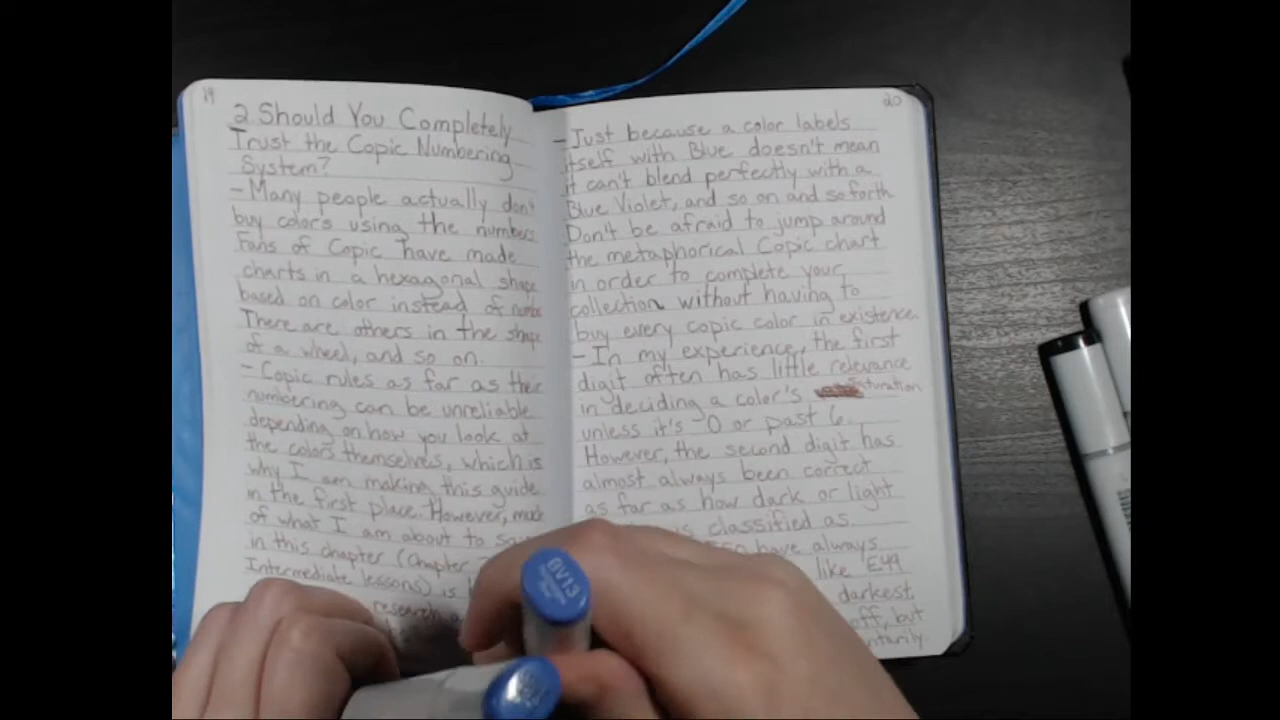 19
2 Should You Completely
Trust the Copic Numbering
System?
- Many people actually don't
buy colors using the numbers.
Fans of Copic have made
charts in a hexagonal shape
based on color instead of
There are others in the shape
of a wheel, and so on.
- Copic rules as far as their
numbering can be unreliable
depending on how you look at
the colors themselves, which is
why I am making this guide
in the first place. However, much
of what I am about to say
in this chapter (Chapter
Intermediate lessons) is
research
20
- Just because a color labels
itself with Blue doesn't mean
it can't blend perfectly with a
Blue Violet, and so on and so forth
Don't be afraid to jump around
the metaphorical Copic chart
in order to complete your
collection without having to
buy every copic color in existence.
- In my experience, the first
digit often has little relevance
in deciding a color's saturation
unless it's -0 or past 6.
However, the second digit has
almost always been correct
as far as how dark or light
is classified as.
have always
like E49
darkest,
off, but
BV13